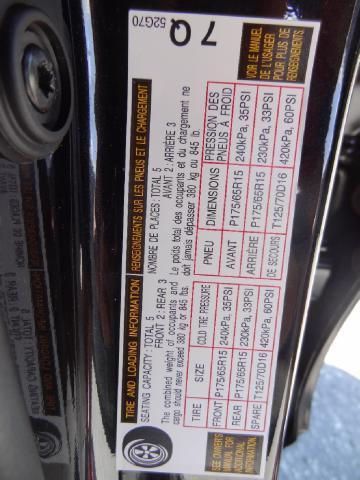 TIRE AND LOADING INFORMATION
SEATING CAPACITY : TOTAL 5
FRONT 2 : REAR 3
The combined weight of occupants and
cargo should never exceed 380 kg or 845 lbs.
TIRE SIZE COLD TIRE PRESSURE
FRONT P175/65R15 240kPa, 35PSI
REAR P175/65R15 230kPa, 33PSI
SPARE T125/70D16 420kPa, 60PSI
SEE OWNER'S
MANUAL FOR
ADDITIONAL
INFORMATION
RENSEIGNEMENTS SUR LES PNEUS ET LE CHARGEMENT
NOMBRE DE PLACES : TOTAL 5
AVANT 2 : ARRIÈRE 3
Le poids total des occupants et du chargement ne
doit jamais dépasser 380 kg ou 845 lb.
PNEU DIMENSIONS PRESSION DES
PNEUS À FROID
AVANT P175/65R15 240kPa, 35PSI
ARRIÈRE P175/65R15 230kPa, 33PSI
DE SECOURS T125/70D16 420kPa, 60PSI
VOIR LE MANUEL
DE L'USAGER
POUR PLUS DE
RENSEIGNEMENTS
7 Q
52G70